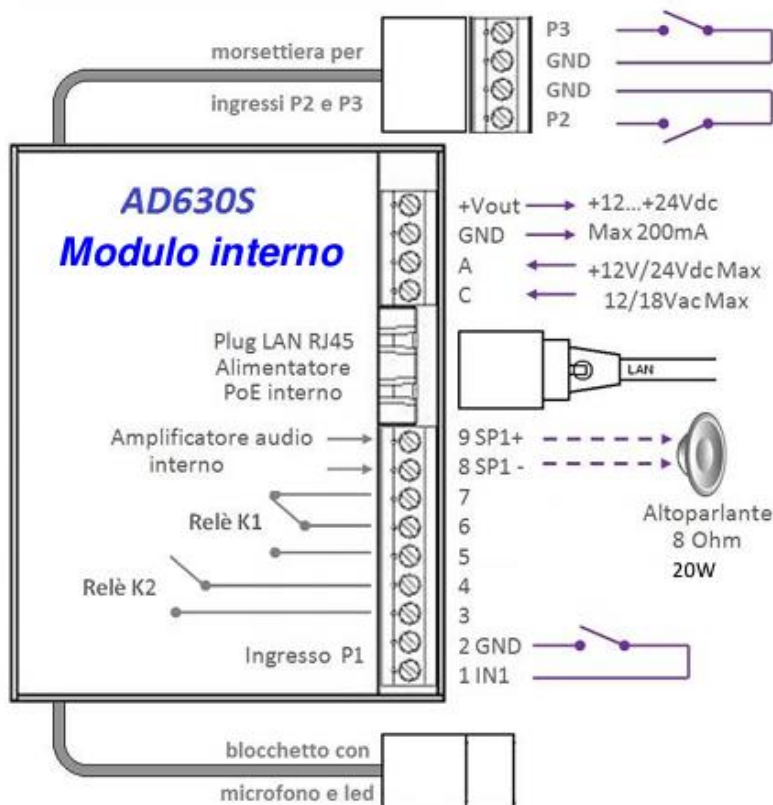 morsettiera per
ingressi P2 e P3
P3
GND
GND
P2
AD630S
Modulo interno
+Vout
+12...+24Vdc
GND
Max 200mA
A
+12V/24Vdc Max
C
12/18Vac Max
Plug LAN RJ45
Alimentatore
PoE interno
LAN
Amplificatore audio
interno
9 SP1+
8 SP1 -
Altoparlante
8 Ohm
20W
7
Relè K1
6
5
Relè K2
4
3
Ingresso P1
2 GND
1 IN1
blocchetto con
microfono e led